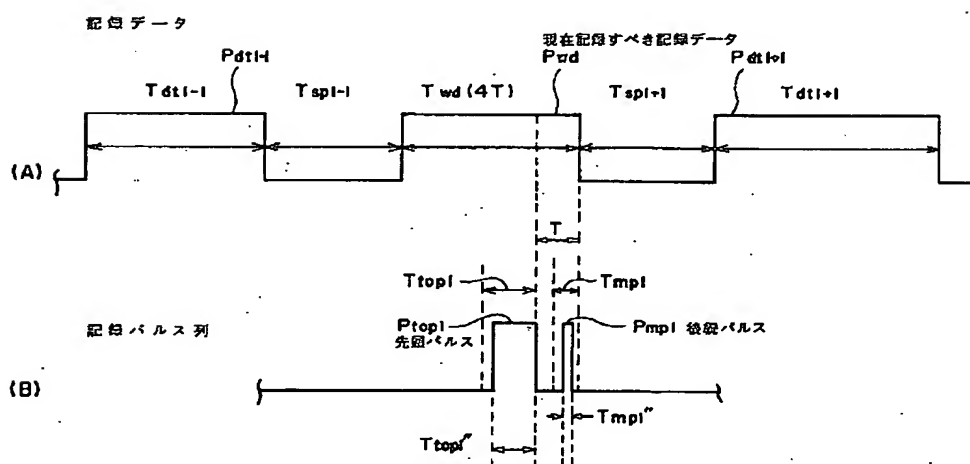 記録データ
現在記録すべき記録データ
Pdti-1 Pwd Pdti+1
Tdti-1 Tspi-1 Twd(4T) Tspi+1 Tdti+1
(A)
T
Ttopi Tmpi
記録パルス列
Ptopi Pmpi 後続パルス
先頭パルス
(B)
Ttopi" Tmpi"